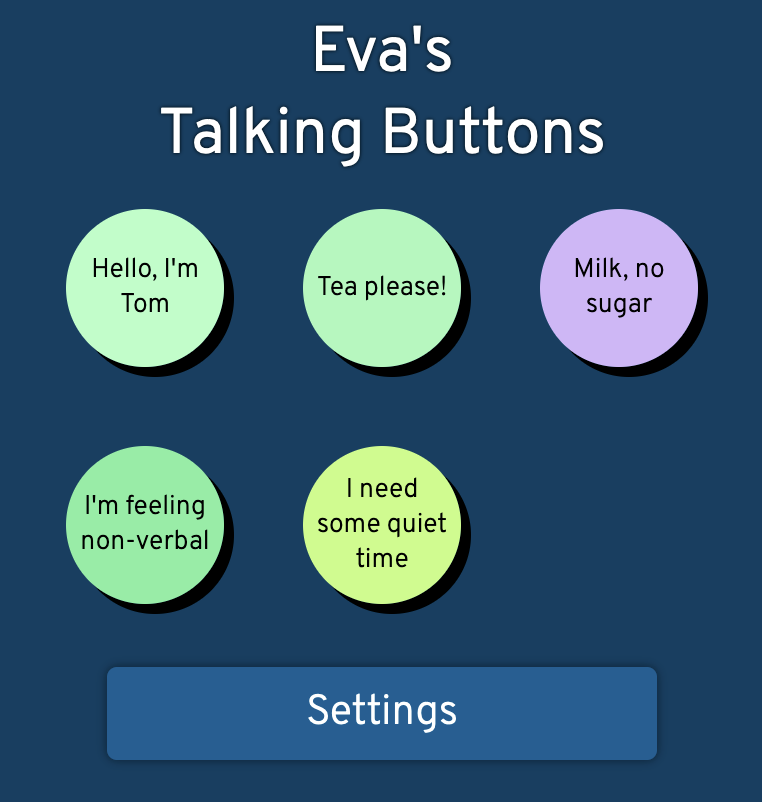 Eva's
Talking Buttons
Hello, I'm
Tom
Tea please!
Milk, no
sugar
I'm feeling
non-verbal
I need
some quiet
time
Settings